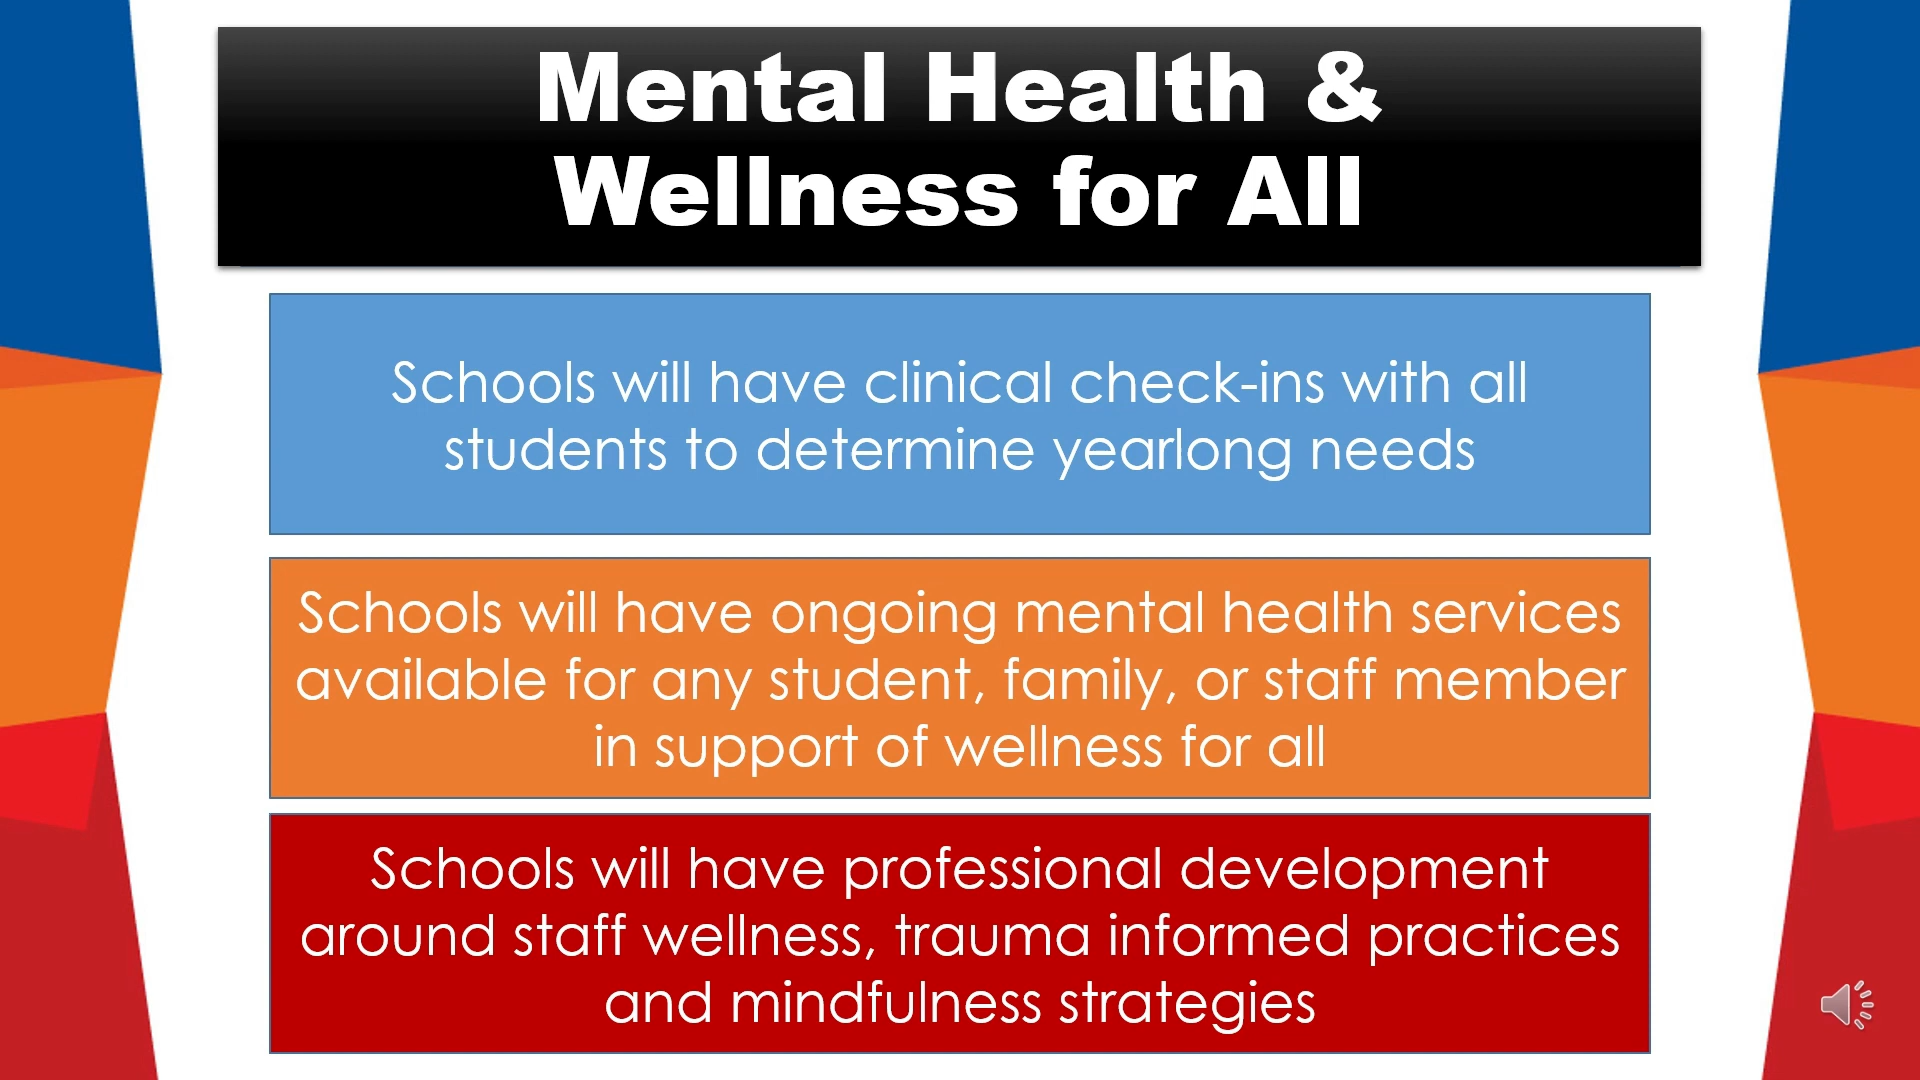 Mental Health &
Wellness for All
Schools will have clinical check-ins with all
students to determine yearlong needs
Schools will have ongoing mental health services
available for any student, family, or staff member
in support of wellness for all
Schools will have professional development
around staff wellness, trauma informed practices
and mindfulness strategies